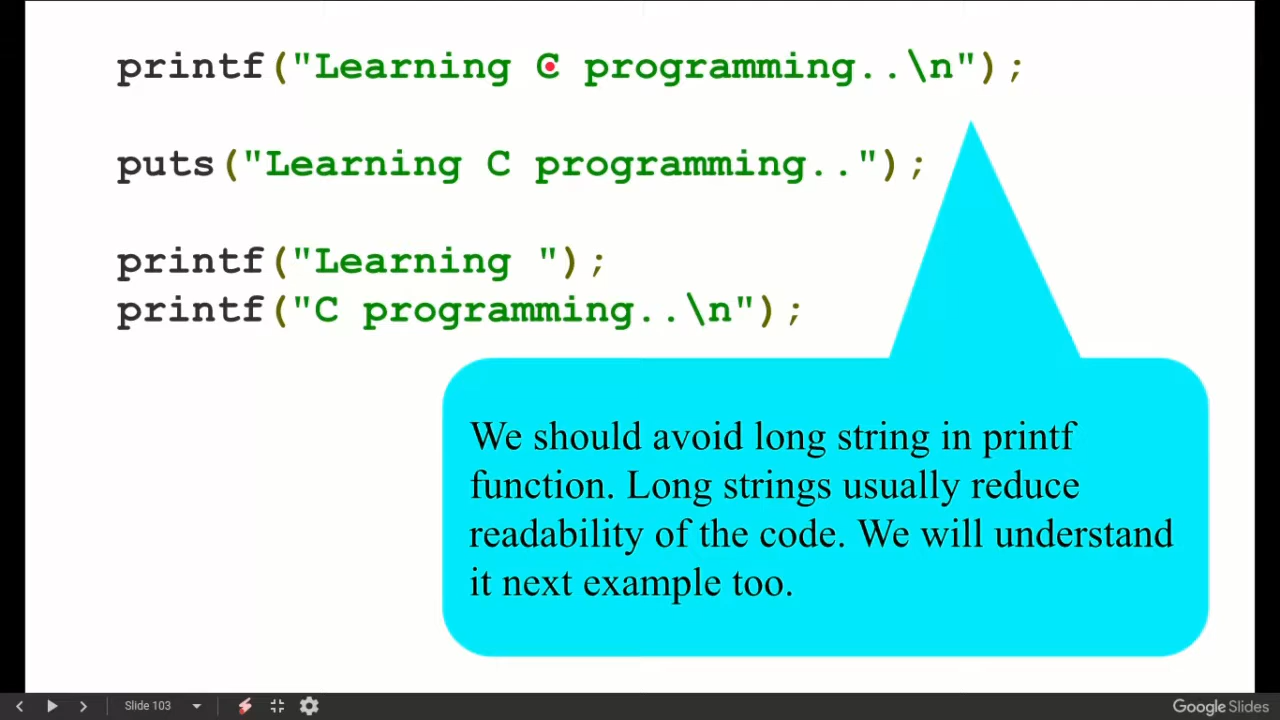 printf("Learning C programming..\n");
puts("Learning C programming..");
printf("Learning ");
printf("C programming..\n");
We should avoid long string in printf
function. Long strings usually reduce
readability of the code. We will understand
it next example too.
Slide 103
Google Slides